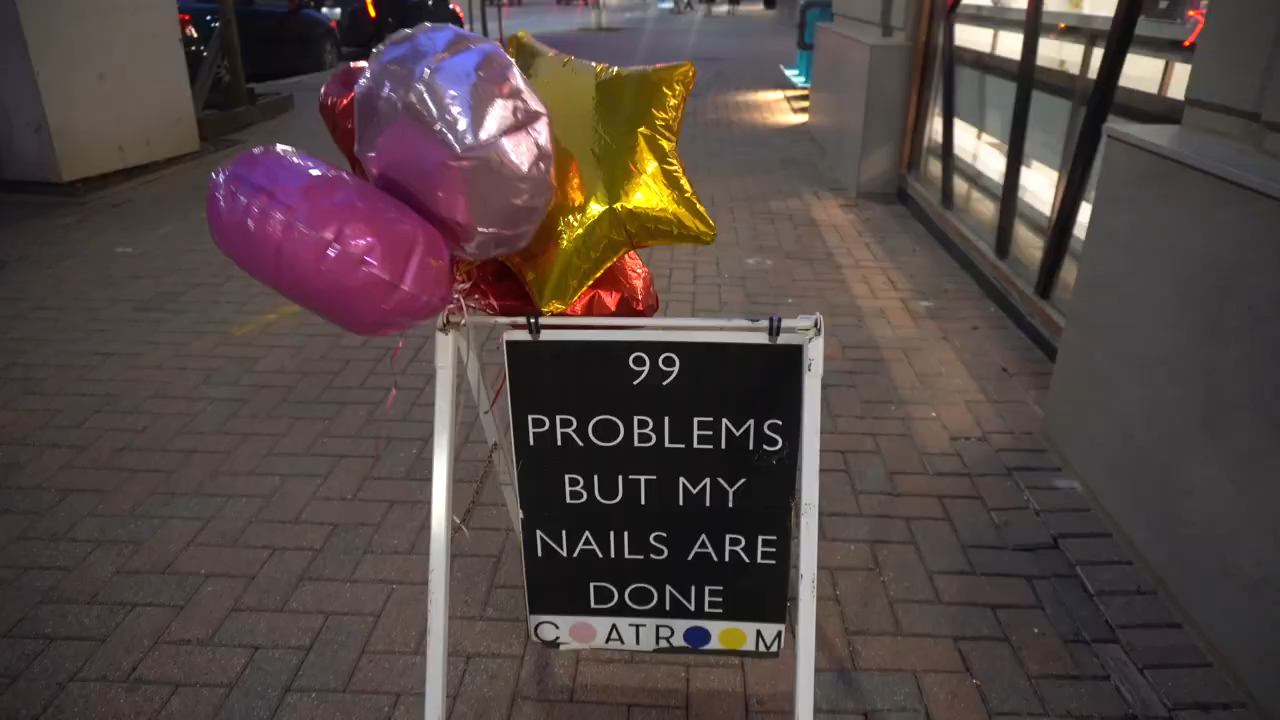 99
PROBLEMS
BUT MY
NAILS ARE
DONE
COATROOM